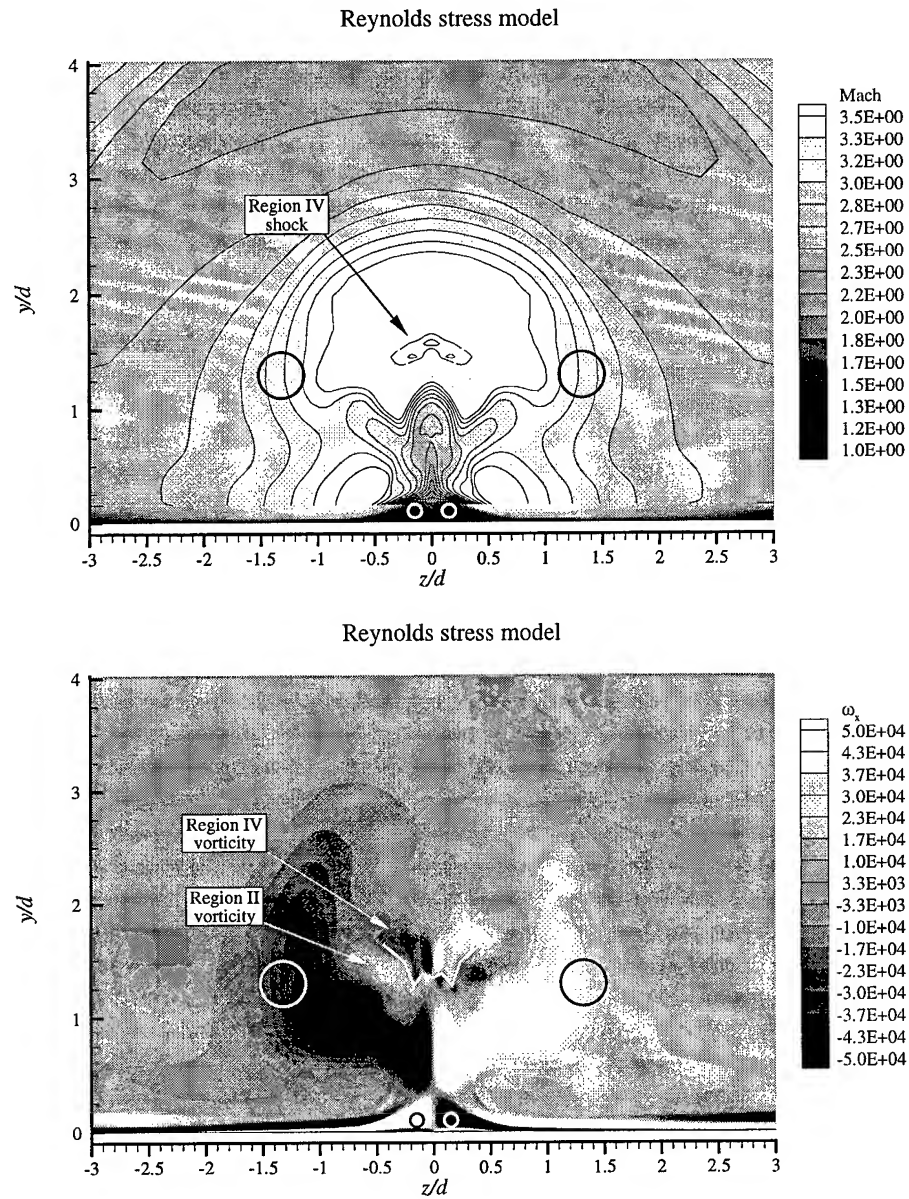 Reynolds stress model
4
3
2
1
0
y/d
Region IV
shock
-3
-2.5
-2
-1.5
-1
-0.5
0
0.5
1
1.5
2
2.5
3
z/d
Mach
3.5E+00
3.3E+00
3.2E+00
3.0E+00
2.8E+00
2.7E+00
2.5E+00
2.3E+00
2.2E+00
2.0E+00
1.8E+00
1.7E+00
1.5E+00
1.3E+00
1.2E+00
1.0E+00
Reynolds stress model
4
3
2
1
0
y/d
Region IV
vorticity
Region II
vorticity
-3
-2.5
-2
-1.5
-1
-0.5
0
0.5
1
1.5
2
2.5
3
z/d
ωx
5.0E+04
4.3E+04
3.7E+04
3.0E+04
2.3E+04
1.7E+04
1.0E+04
3.3E+03
-3.3E+03
-1.0E+04
-1.7E+04
-2.3E+04
-3.0E+04
-3.7E+04
-4.3E+04
-5.0E+04